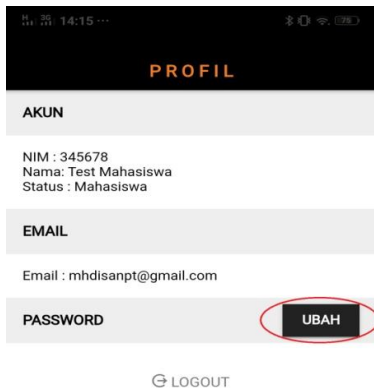 H 3G 14:15 ···
PROFIL
AKUN
NIM : 345678
Nama: Test Mahasiswa
Status : Mahasiswa
EMAIL
Email : mhdisanpt@gmail.com
PASSWORD UBAH
LOGOUT